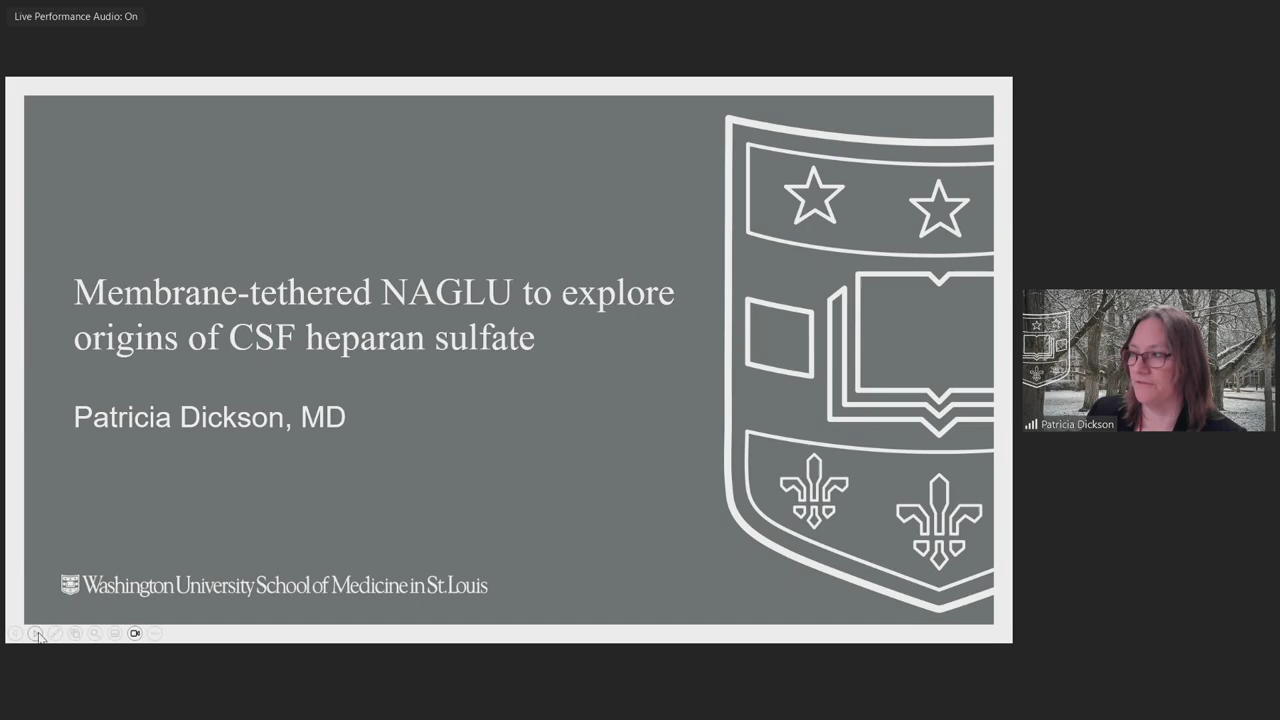 Live Performance Audio: On
Membrane-tethered NAGLU to explore
origins of CSF heparan sulfate
Patricia Dickson, MD
Washington University School of Medicine in St. Louis
Patricia Dickson